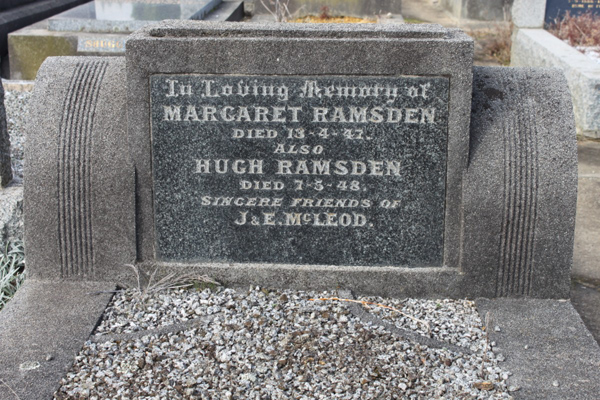 In Loving Memory of
MARGARET RAMSDEN
DIED 13-4-47.
ALSO
HUGH RAMSDEN
DIED 7-5-48.
SINCERE FRIENDS OF
J.& E. McLEOD.